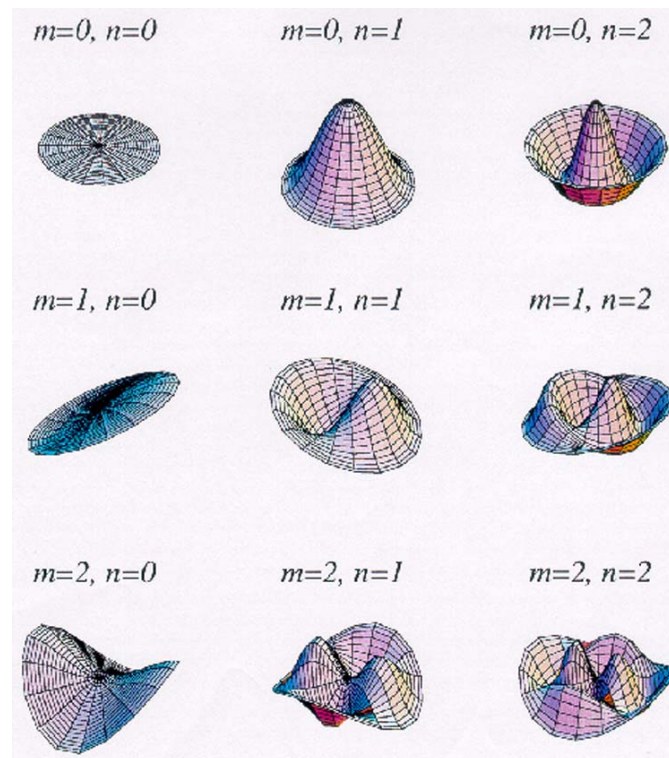 m=0, n=0 m=0, n=1 m=0, n=2
m=1, n=0 m=1, n=1 m=1, n=2
m=2, n=0 m=2, n=1 m=2, n=2